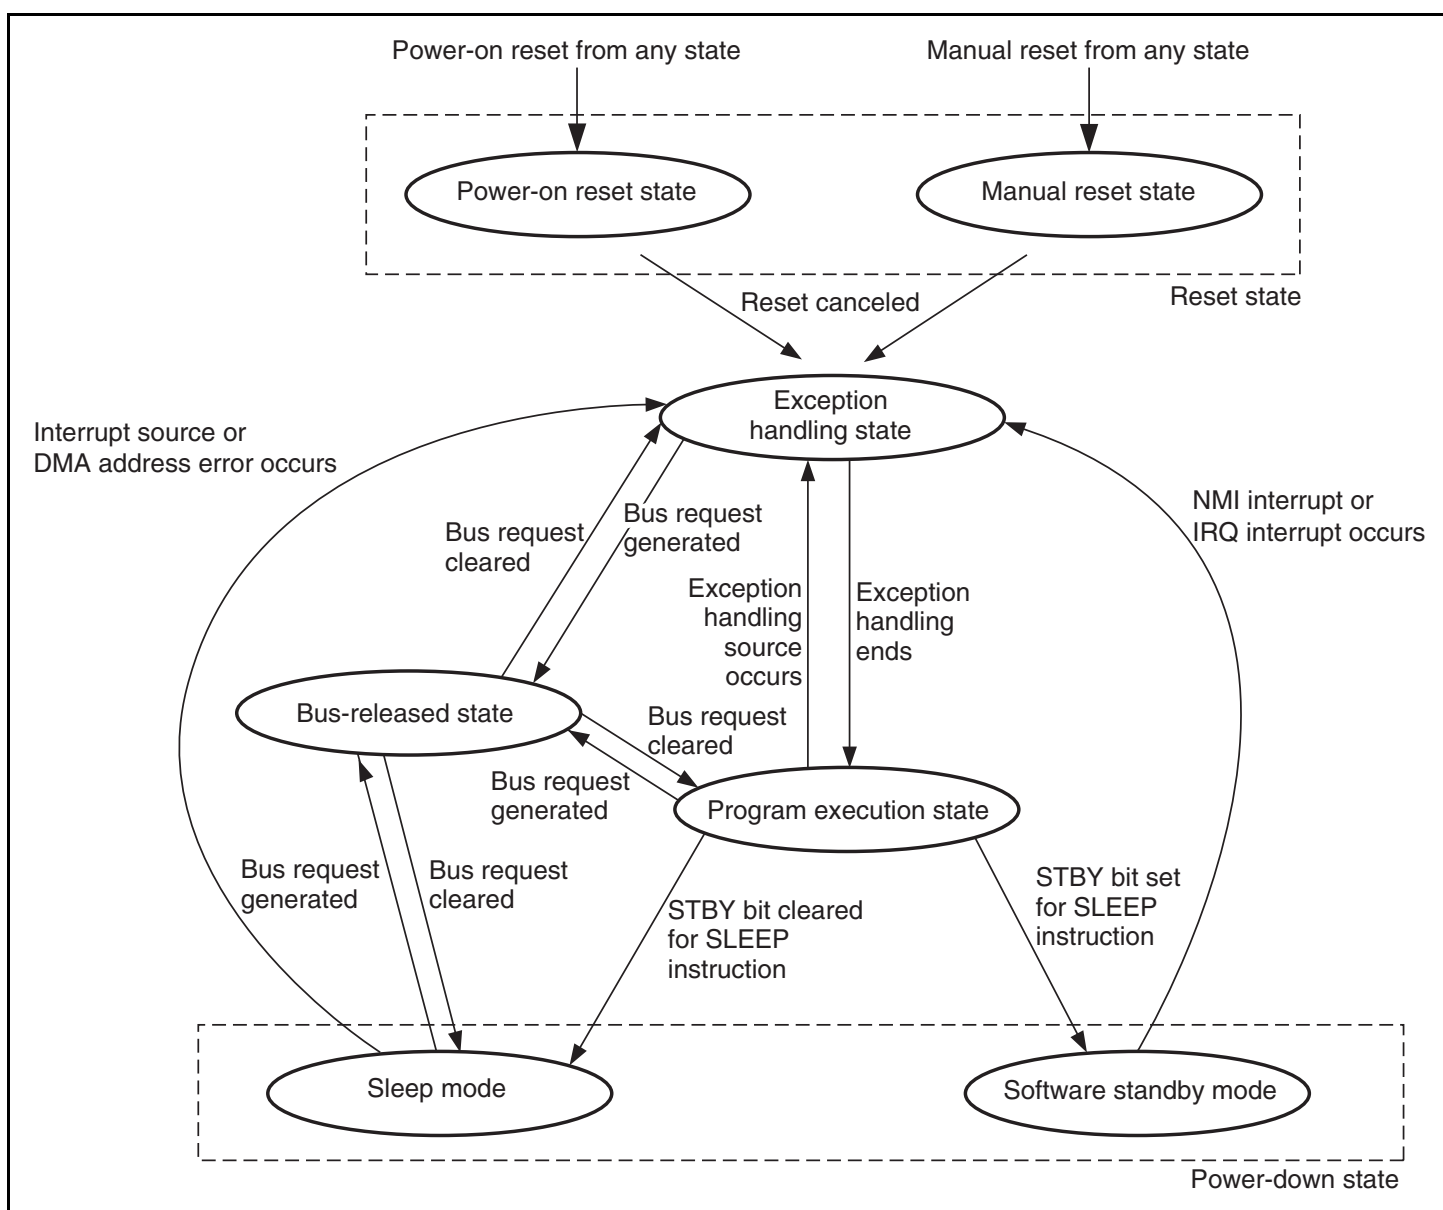 Power-on reset from any state
Manual reset from any state
Power-on reset state
Manual reset state
Reset state
Reset canceled
Exception
handling state
Interrupt source or
DMA address error occurs
NMI interrupt or
IRQ interrupt occurs
Bus request
cleared
Bus request
generated
Exception
handling
source
occurs
Exception
handling
ends
Bus-released state
Bus request
cleared
Bus request
generated
Program execution state
Bus request
generated
Bus request
cleared
STBY bit cleared
for SLEEP
instruction
STBY bit set
for SLEEP
instruction
Sleep mode
Software standby mode
Power-down state